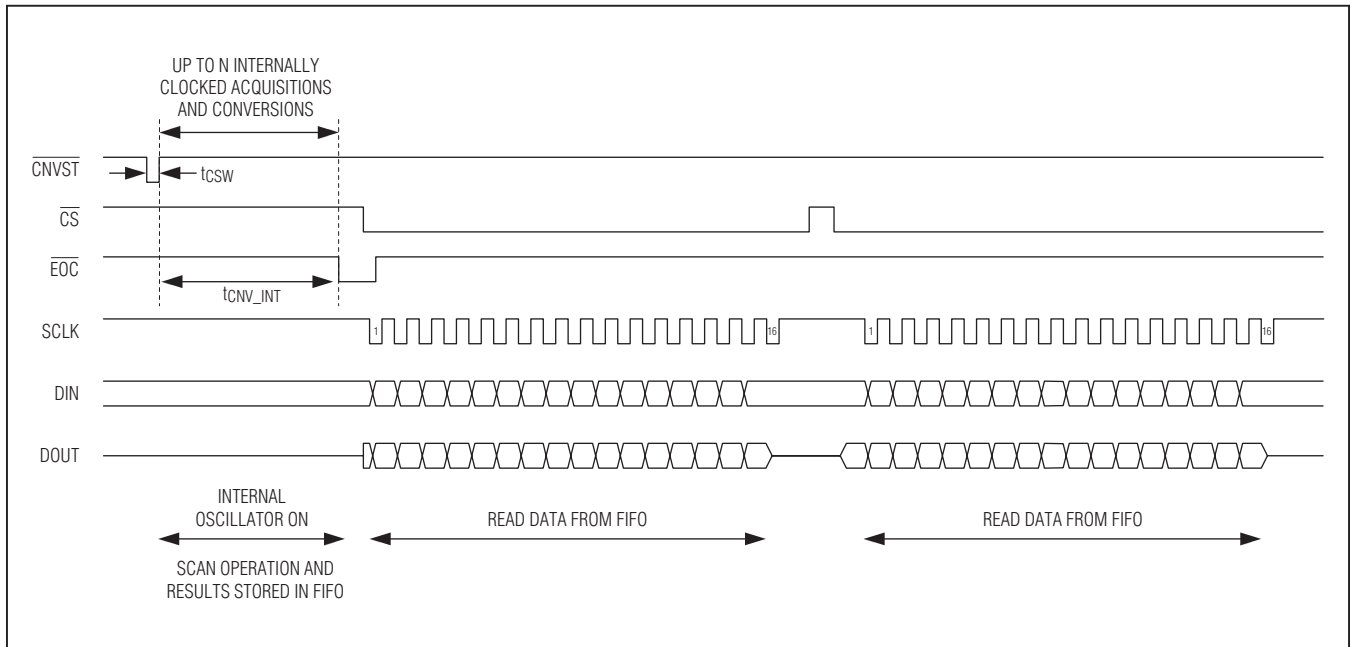 UP TO N INTERNALLY
CLOCKED ACQUISITIONS
AND CONVERSIONS
CNVST
tCSW
CS
EOC
tCNV_INT
SCLK
1
16
1
16
DIN
DOUT
INTERNAL
OSCILLATOR ON
READ DATA FROM FIFO
READ DATA FROM FIFO
SCAN OPERATION AND
RESULTS STORED IN FIFO